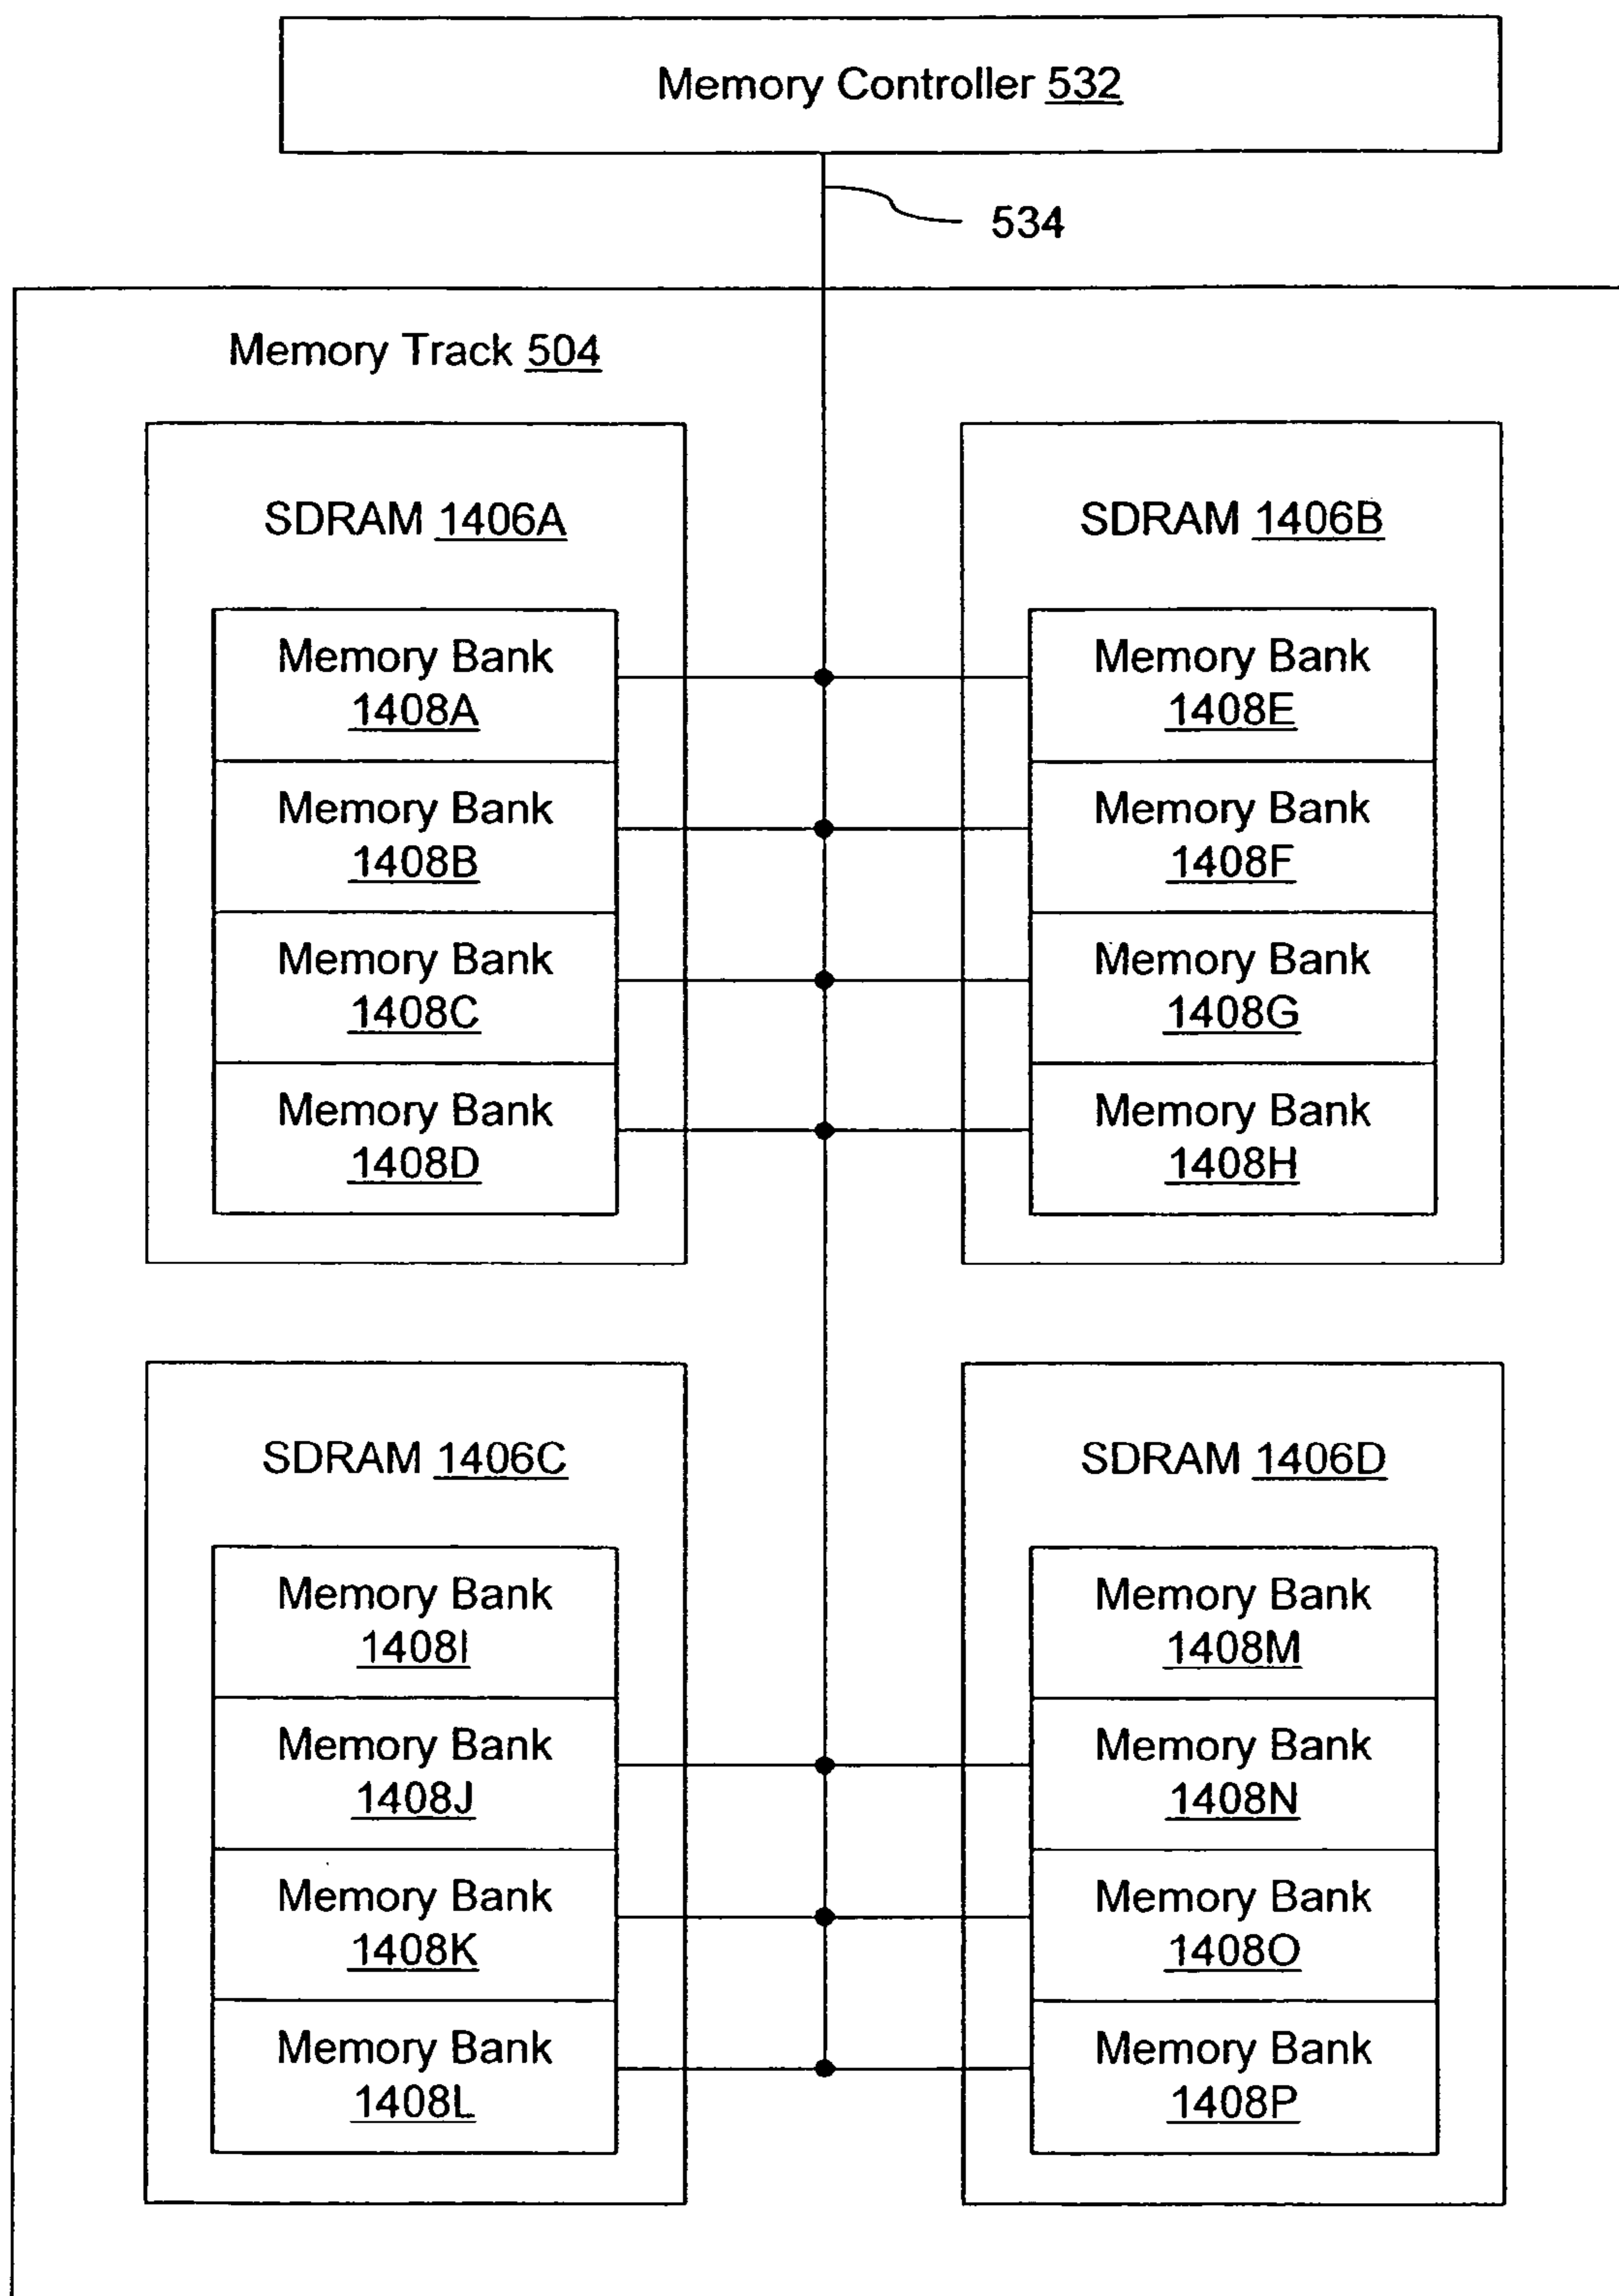 Memory Controller 532
534
Memory Track 504
SDRAM 1406A
Memory Bank
1408A
Memory Bank
1408B
Memory Bank
1408C
Memory Bank
1408D
SDRAM 1406B
Memory Bank
1408E
Memory Bank
1408F
Memory Bank
1408G
Memory Bank
1408H
SDRAM 1406C
Memory Bank
1408I
Memory Bank
1408J
Memory Bank
1408K
Memory Bank
1408L
SDRAM 1406D
Memory Bank
1408M
Memory Bank
1408N
Memory Bank
1408O
Memory Bank
1408P